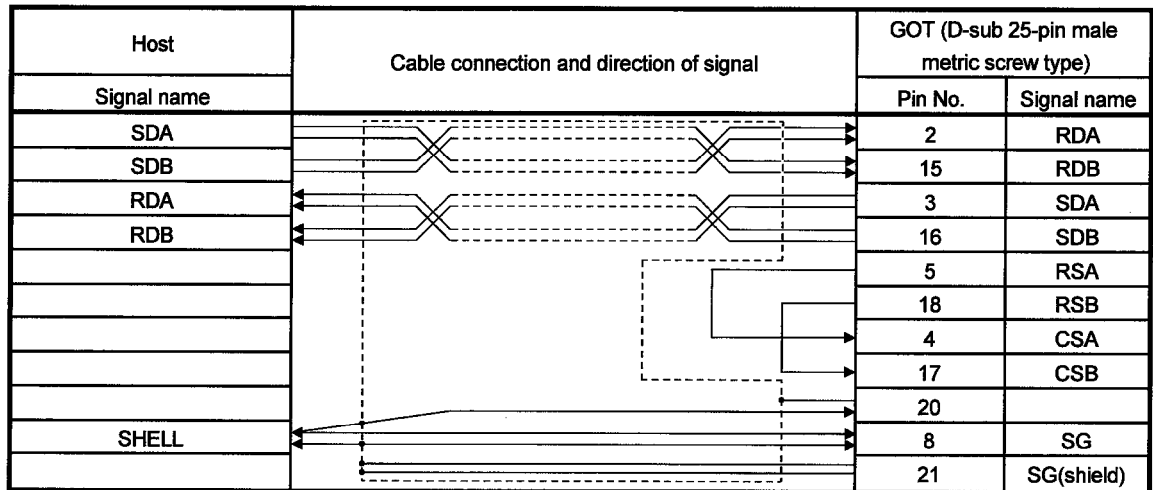 Host
Cable connection and direction of signal
GOT (D-sub 25-pin male
metric screw type)
Signal name
Pin No.
Signal name
SDA
2
RDA
SDB
15
RDB
RDA
3
SDA
RDB
16
SDB
5
RSA
18
RSB
4
CSA
17
CSB
20
SHELL
8
SG
21
SG(shield)